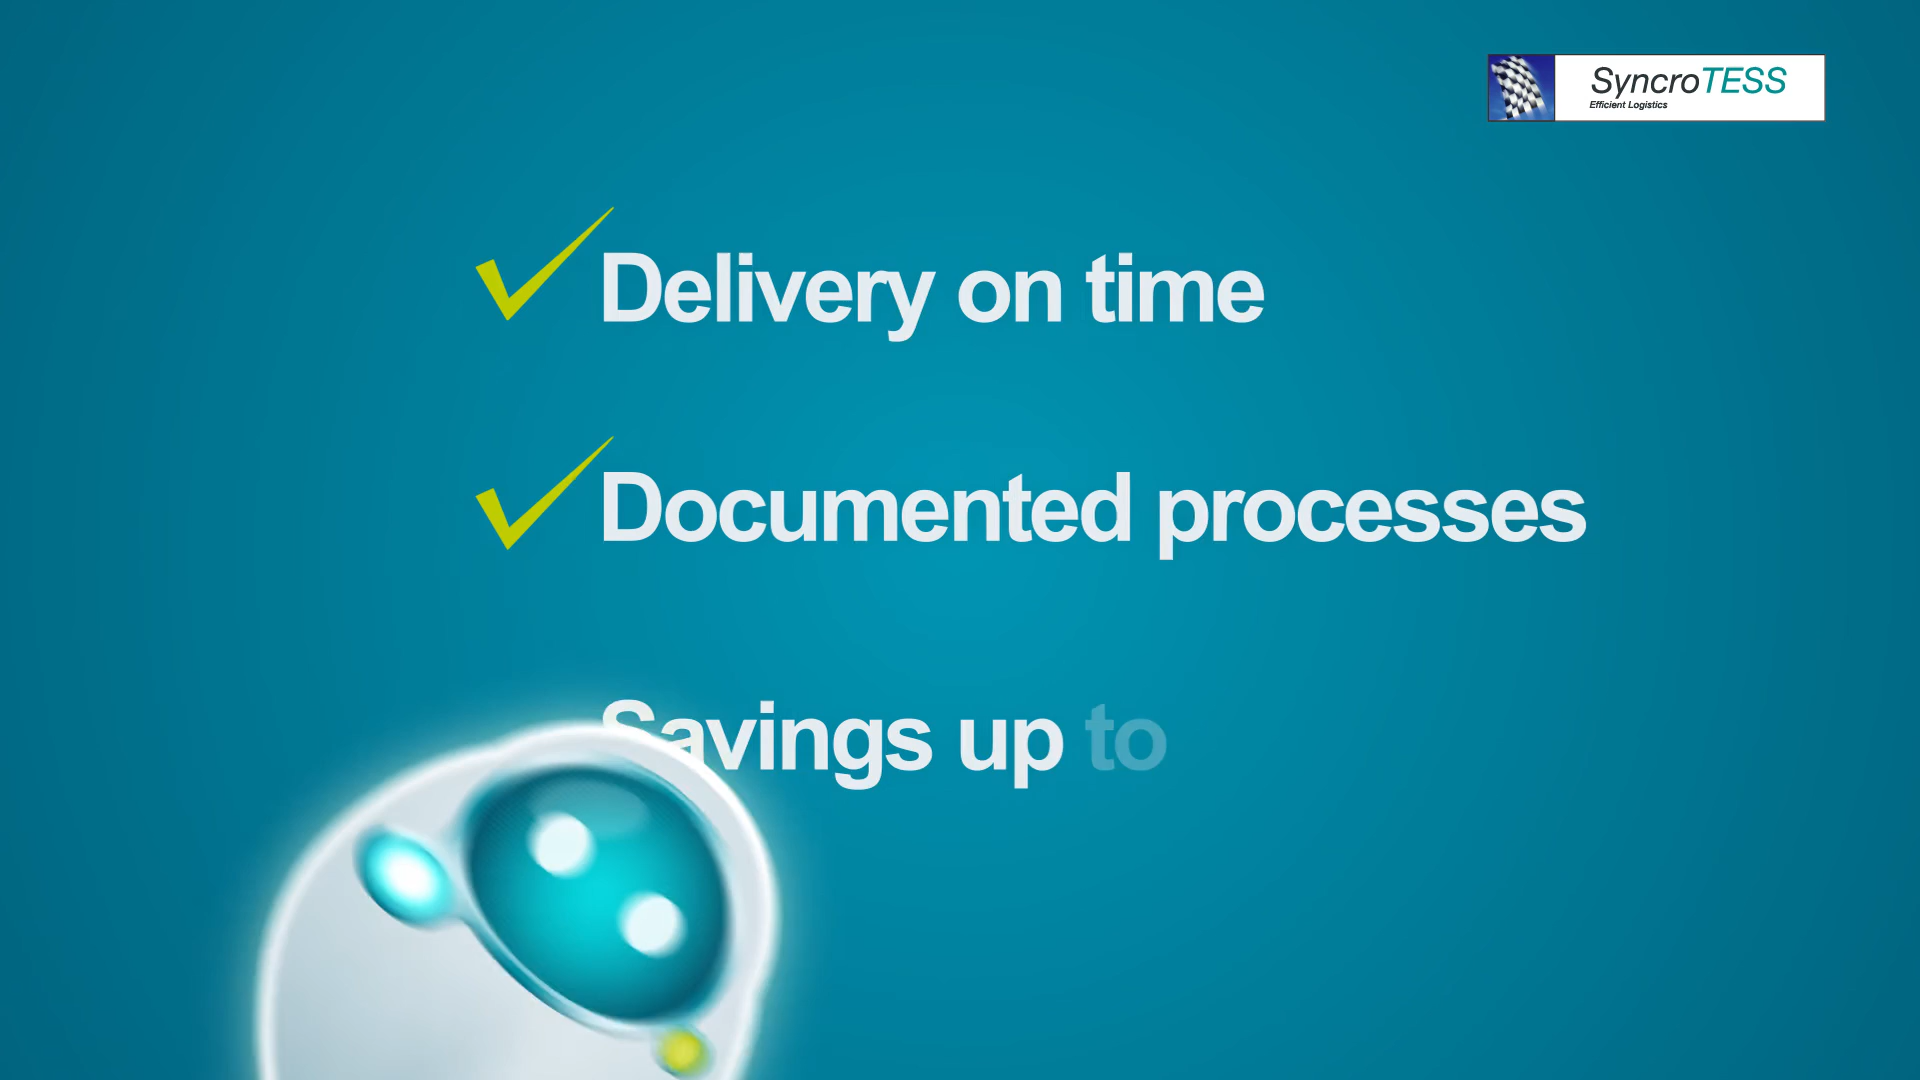 SyncroTESS
Efficient Logistics
Delivery on time
Documented processes
Savings up to